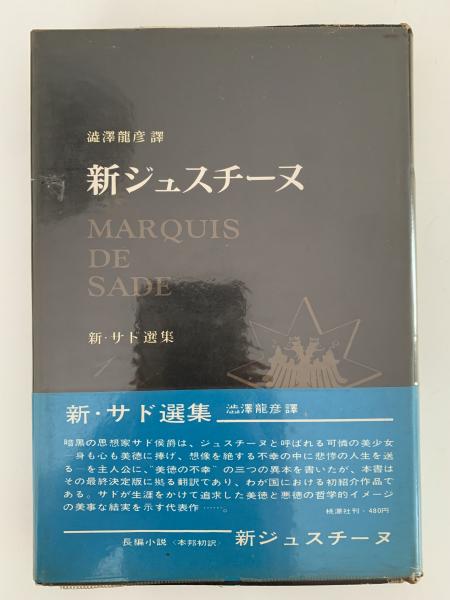 澁澤龍彦 譯
新ジュスチーヌ
MARQUIS
DE
SADE
新・サド選集
新・サド選集 澁澤龍彦譯
暗黒の思想家サド侯爵は、ジュスチーヌと呼ばれる可憐の美少女
―身も心も美徳に捧げ、想像を絶する不幸の中に悲惨の人生を送
る―を主人公に、“美徳の不幸”の三つの異本を書いたが、本書は
その最終決定版に拠る翻訳であり、わが国における初紹介作品で
ある。サドが生涯をかけて追求した美徳と悪徳の哲学的イメージ
の美事な結実を示す代表作……。
桃源社刊・480円
長編小説〈本邦初訳〉 新ジュスチーヌ